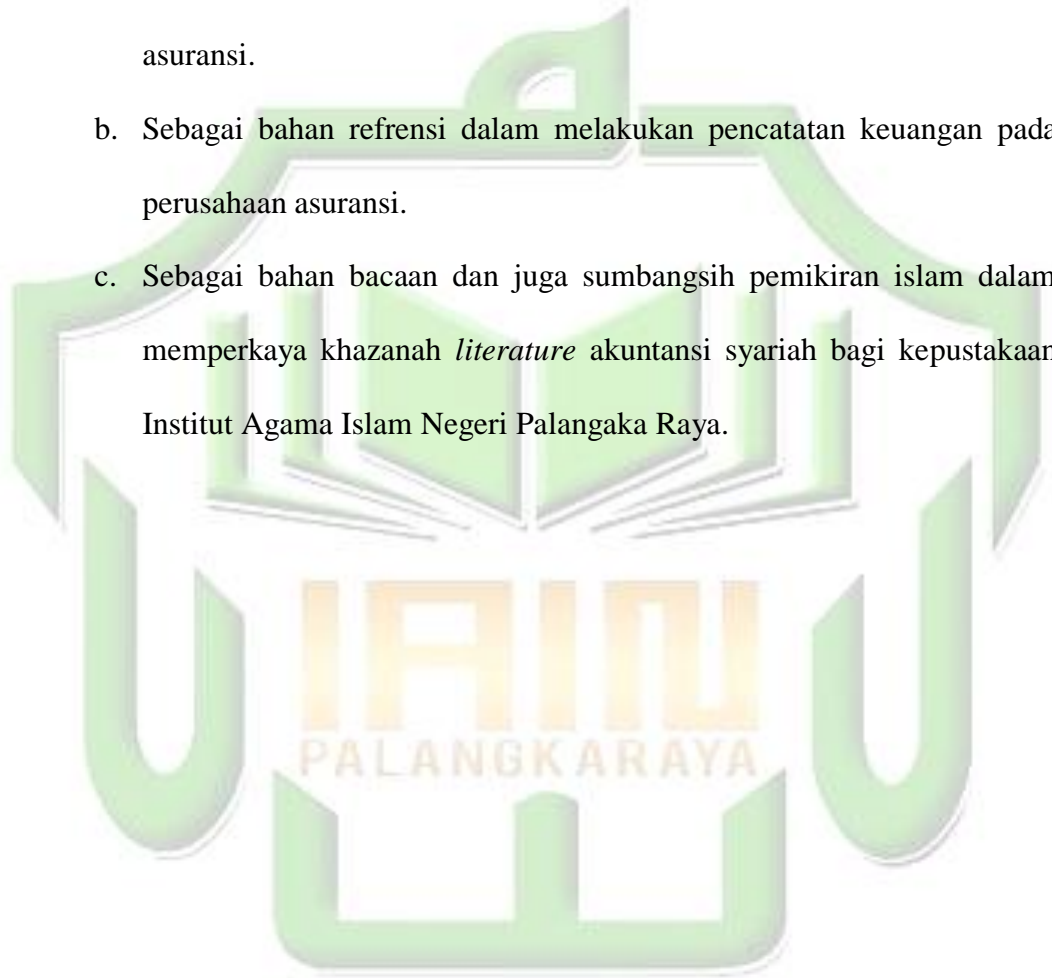 asuransi.
b. Sebagai bahan refrensi dalam melakukan pencatatan keuangan pada
perusahaan asuransi.
c. Sebagai bahan bacaan dan juga sumbangsih pemikiran islam dalam
memperkaya khazanah literature akuntansi syariah bagi kepustakaan
Institut Agama Islam Negeri Palangaka Raya.
IAIN
PALANGKARAYA